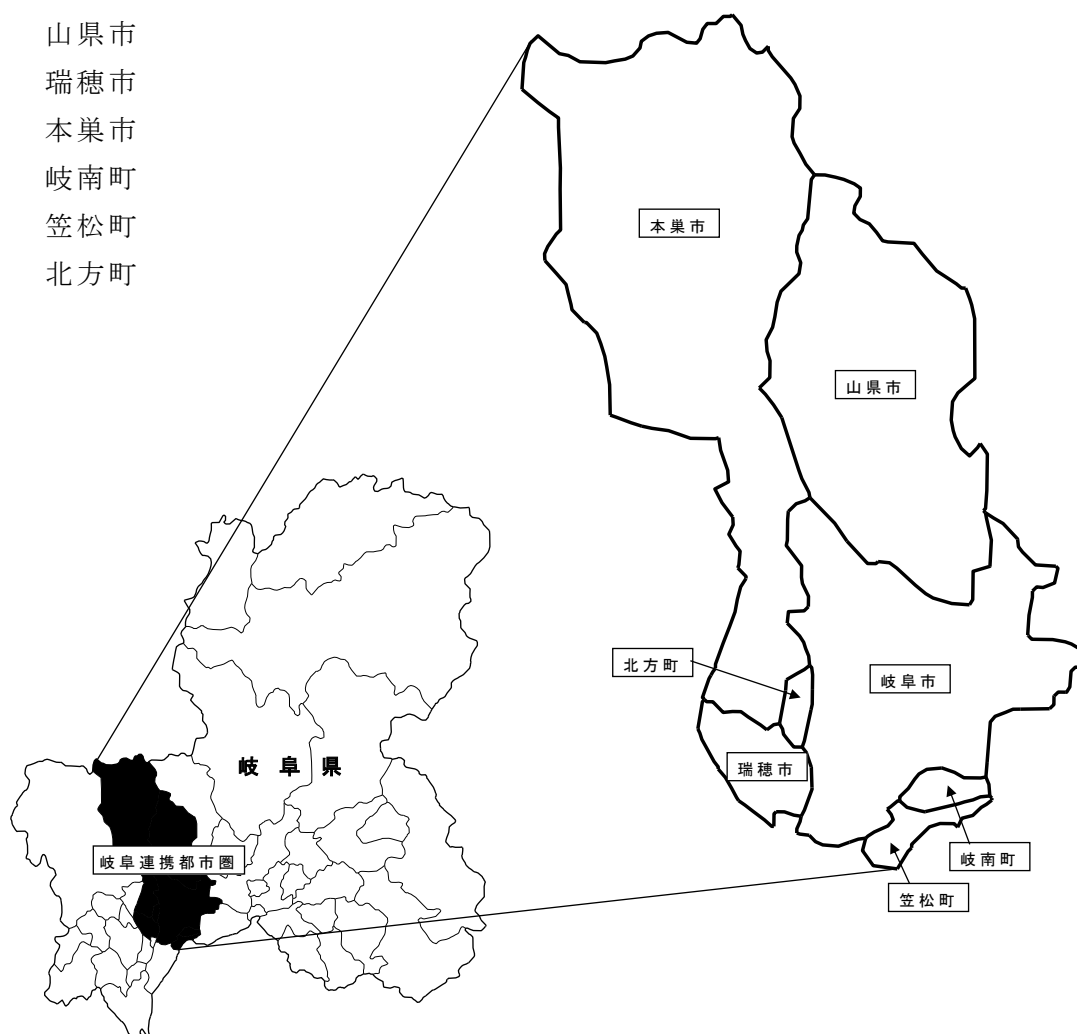 山県市
瑞穂市
本巣市
岐南町
笠松町
北方町
本巣市
山県市
北方町
岐阜市
瑞穂市
岐阜県
岐阜連携都市圏
岐南町
笠松町